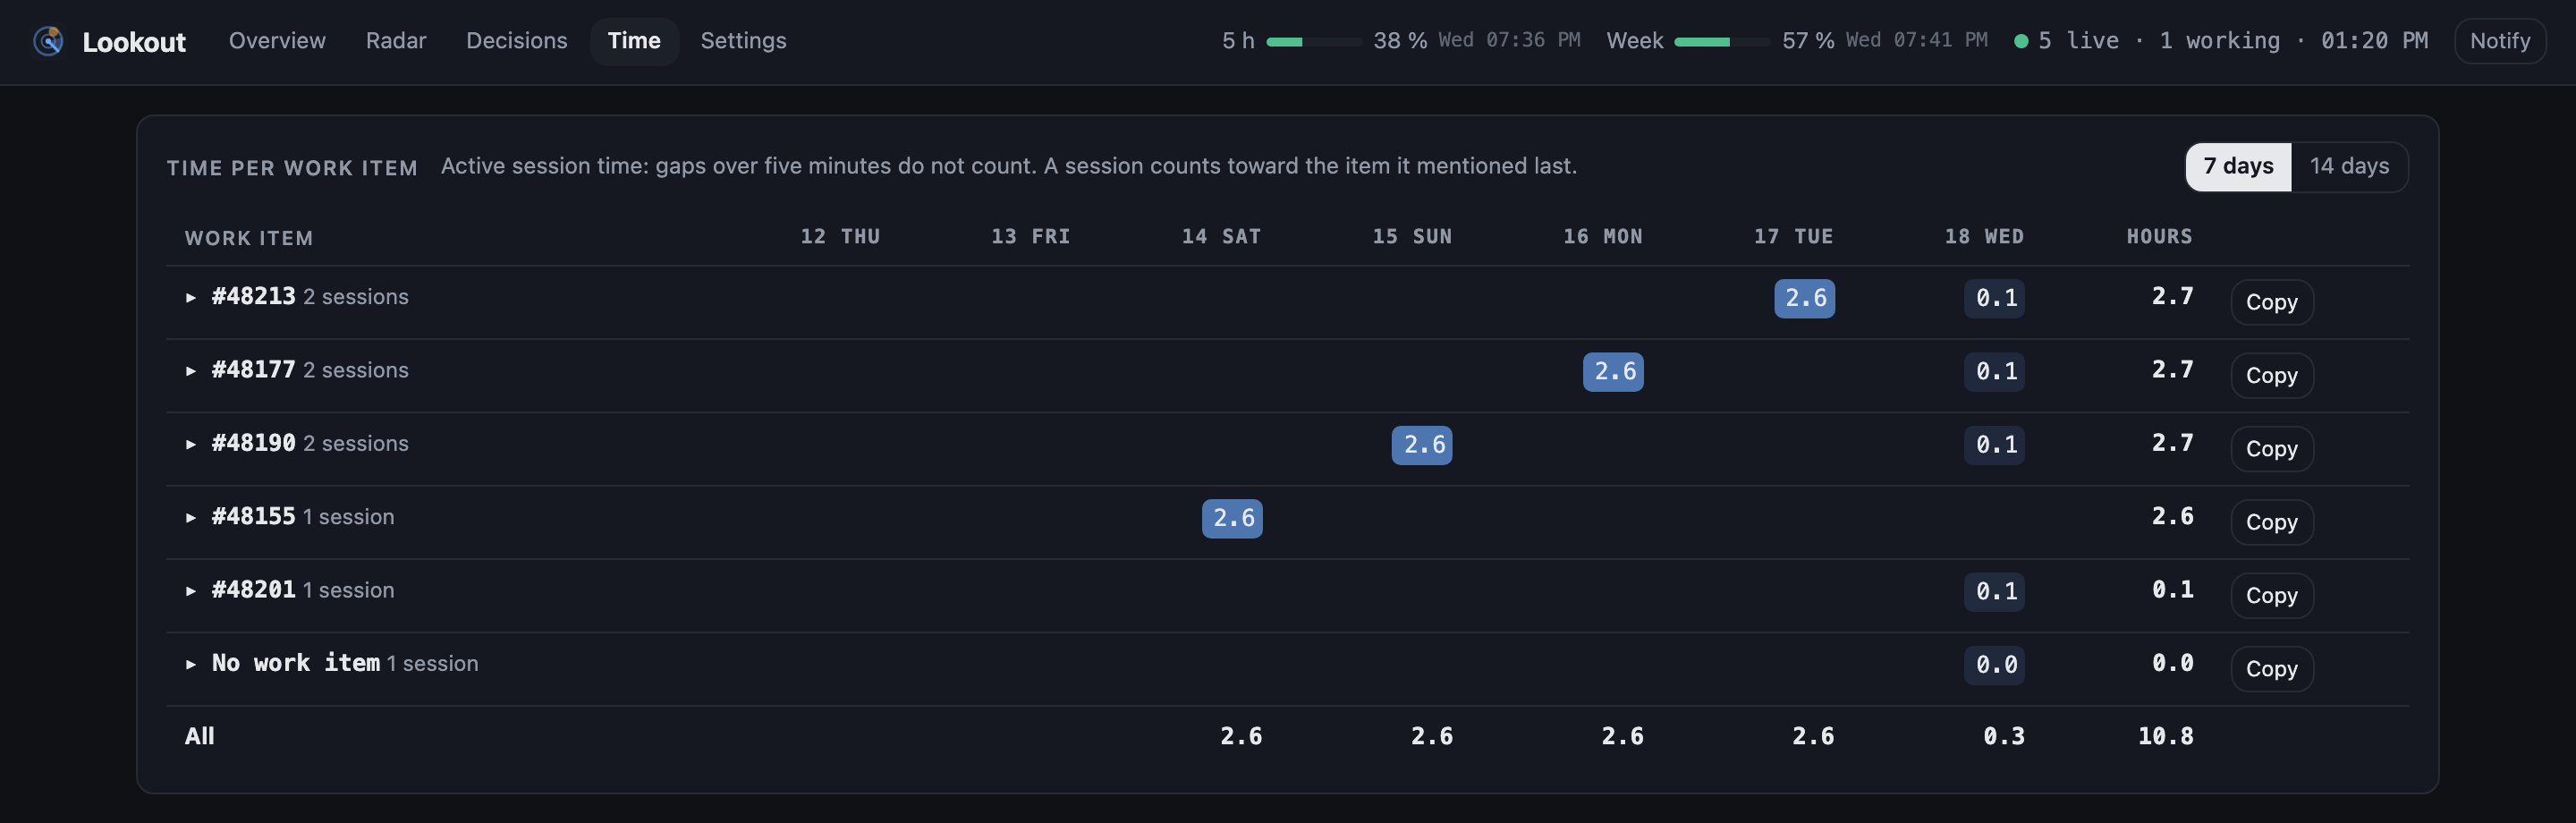 Lookout Overview Radar Decisions Time Settings 5 h 38 % Wed 07:36 PM Week 57 % Wed 07:41 PM 5 live · 1 working · 01:20 PM Notify
TIME PER WORK ITEM Active session time: gaps over five minutes do not count. A session counts toward the item it mentioned last. 7 days 14 days
WORK ITEM 12 THU 13 FRI 14 SAT 15 SUN 16 MON 17 TUE 18 WED HOURS
▸ #48213 2 sessions 2.6 0.1 2.7 Copy
▸ #48177 2 sessions 2.6 0.1 2.7 Copy
▸ #48190 2 sessions 2.6 0.1 2.7 Copy
▸ #48155 1 session 2.6 2.6 Copy
▸ #48201 1 session 0.1 0.1 Copy
▸ No work item 1 session 0.0 0.0 Copy
All 2.6 2.6 2.6 2.6 0.3 10.8